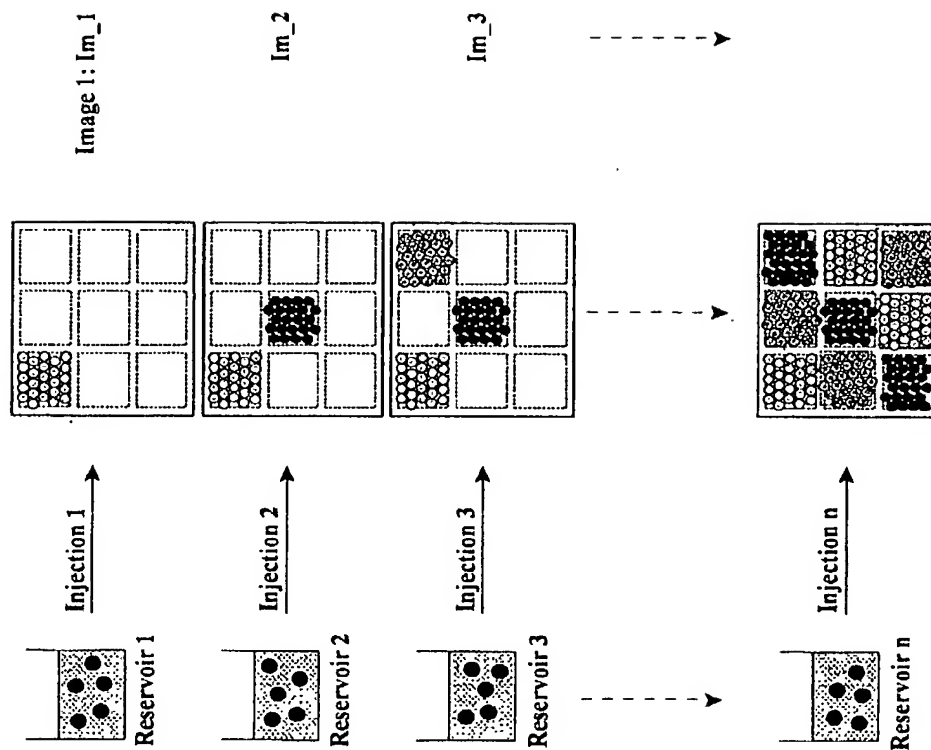 Image 1: Im_1
Im_2
Im_3
Injection 1
Injection 2
Injection 3
Injection n
Reservoir 1
Reservoir 2
Reservoir 3
Reservoir n